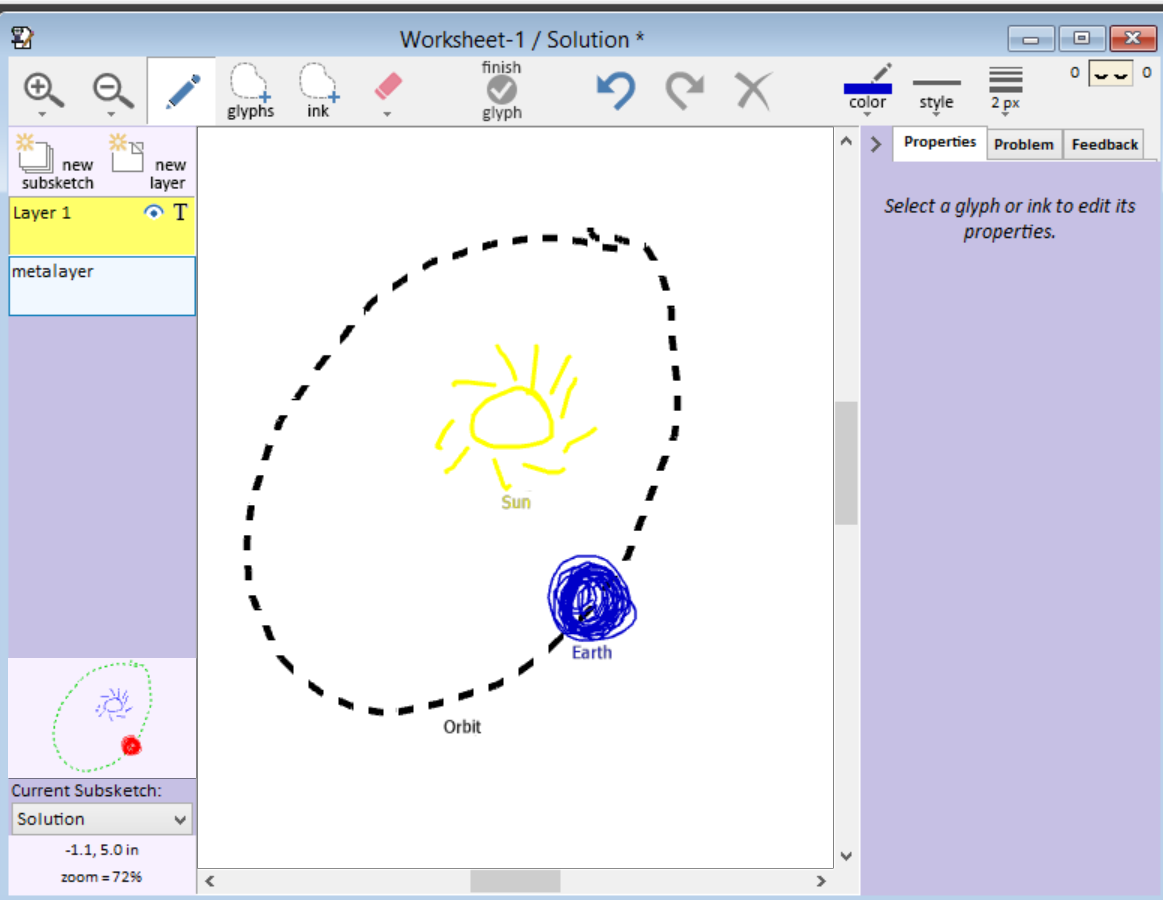 Worksheet-1 / Solution *
glyphs
ink
finish
glyph
color
style
2 px
0
0
new
subsketch
new
layer
Layer 1
T
metalayer
Current Subsketch:
Solution
-1.1, 5.0 in
zoom = 72%
Sun
Earth
Orbit
Properties
Problem
Feedback
Select a glyph or ink to edit its
properties.